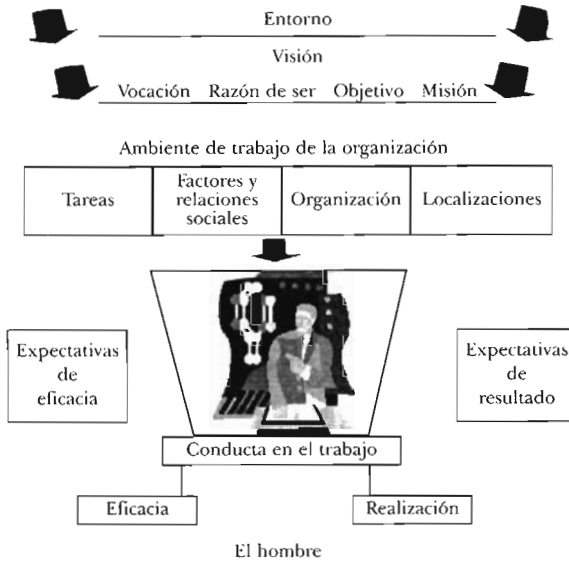 Entorno
Visión
Vocación Razón de ser Objetivo Misión
Ambiente de trabajo de la organización
Tareas
Factores y
relaciones
sociales
Organización
Localizaciones
Expectativas
de
eficacia
Expectativas
de
resultado
Conducta en el trabajo
Eficacia
Realización
El hombre